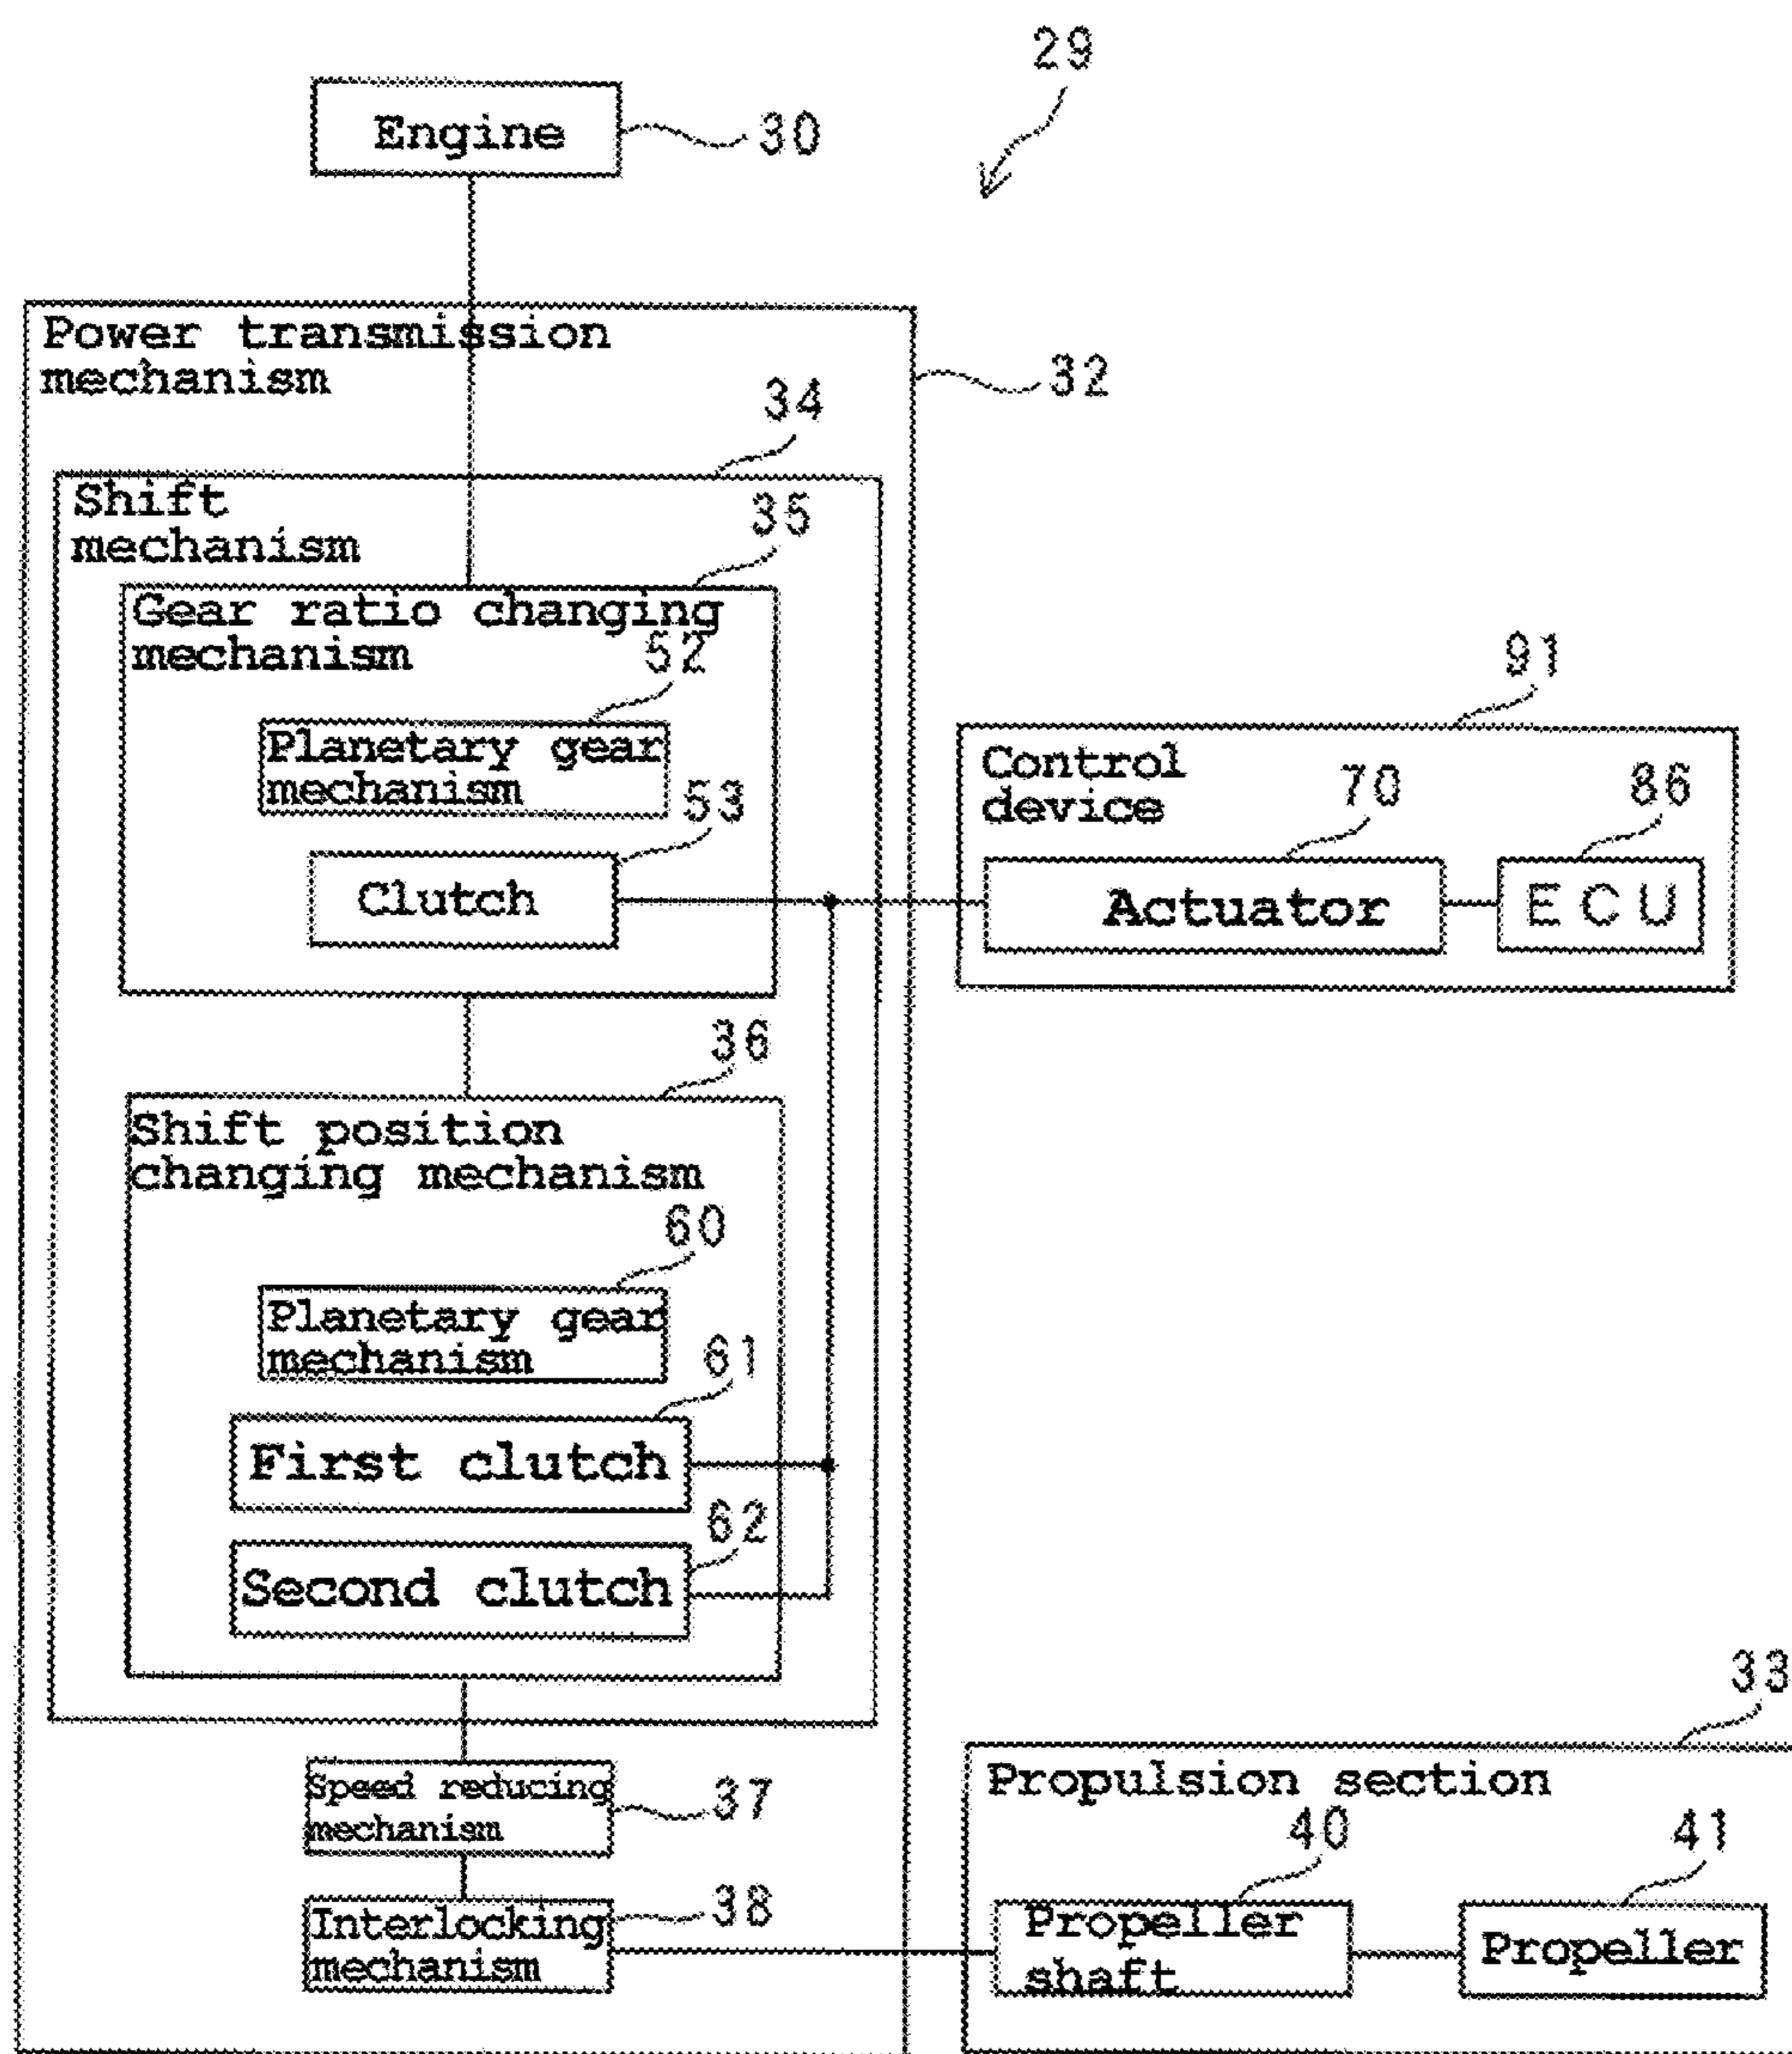 29
Engine
30
Power transmission
mechanism
32
34
Shift
mechanism
35
Gear ratio changing
mechanism
52
Planetary gear
mechanism
53
Clutch
91
Control
device
70
86
Actuator
ECU
36
Shift position
changing mechanism
60
Planetary gear
mechanism
61
First clutch
62
Second clutch
33
Speed reducing
mechanism
37
Propulsion section
40
41
Interlocking
mechanism
38
Propeller
shaft
Propeller